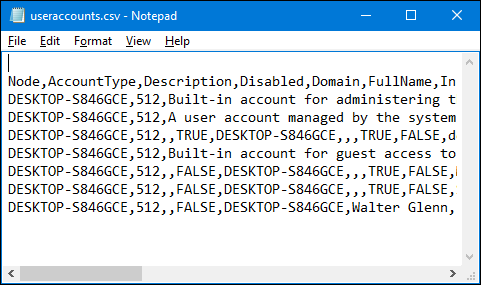 useraccounts.csv - Notepad
File Edit Format View Help
Node,AccountType,Description,Disabled,Domain,FullName,In
DESKTOP-S846GCE,512,Built-in account for administering t
DESKTOP-S846GCE,512,A user account managed by the system
DESKTOP-S846GCE,512,,TRUE,DESKTOP-S846GCE,,,TRUE,FALSE,d
DESKTOP-S846GCE,512,Built-in account for guest access to
DESKTOP-S846GCE,512,,FALSE,DESKTOP-S846GCE,,,TRUE,FALSE,
DESKTOP-S846GCE,512,,FALSE,DESKTOP-S846GCE,,,TRUE,FALSE,
DESKTOP-S846GCE,512,,FALSE,DESKTOP-S846GCE,Walter Glenn,